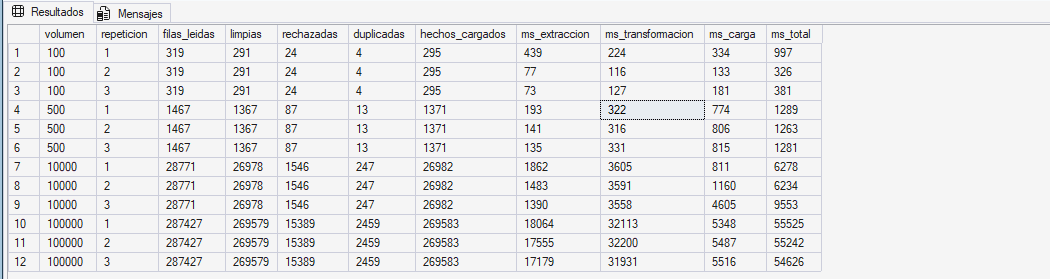 Resultados Mensajes
volumen repeticion filas_leidas limpias rechazadas duplicadas hechos_cargados ms_extraccion ms_transformacion ms_carga ms_total
1 100 1 319 291 24 4 295 439 224 334 997
2 100 2 319 291 24 4 295 77 116 133 326
3 100 3 319 291 24 4 295 73 127 181 381
4 500 1 1467 1367 87 13 1371 193 322 774 1289
5 500 2 1467 1367 87 13 1371 141 316 806 1263
6 500 3 1467 1367 87 13 1371 135 331 815 1281
7 10000 1 28771 26978 1546 247 26982 1862 3605 811 6278
8 10000 2 28771 26978 1546 247 26982 1483 3591 1160 6234
9 10000 3 28771 26978 1546 247 26982 1390 3558 4605 9553
10 100000 1 287427 269579 15389 2459 269583 18064 32113 5348 55525
11 100000 2 287427 269579 15389 2459 269583 17555 32200 5487 55242
12 100000 3 287427 269579 15389 2459 269583 17179 31931 5516 54626